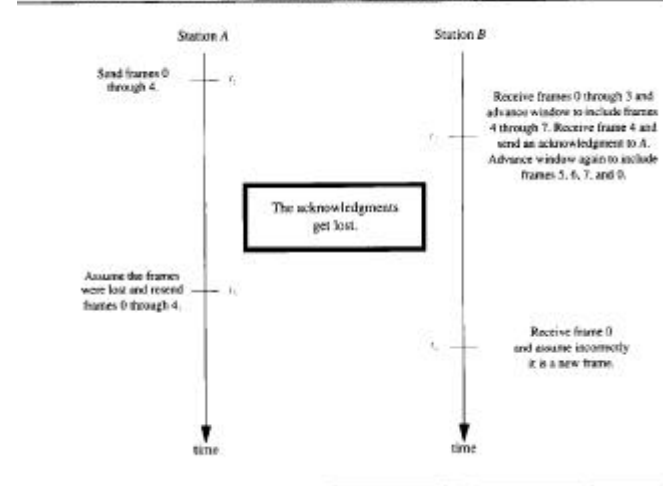 Station A
Station B
Send frames 0
through 4.
Receive frames 0 through 3 and
advance window to include frames
4 through 7. Receive frame 4 and
send an acknowledgment to A.
Advance window again to include
frames 5, 6, 7, and 0.
The acknowledgments
get lost.
Assume the frames
were lost and resend
frames 0 through 4.
Receive frame 0
and assume incorrectly
it is a new frame.
time
time